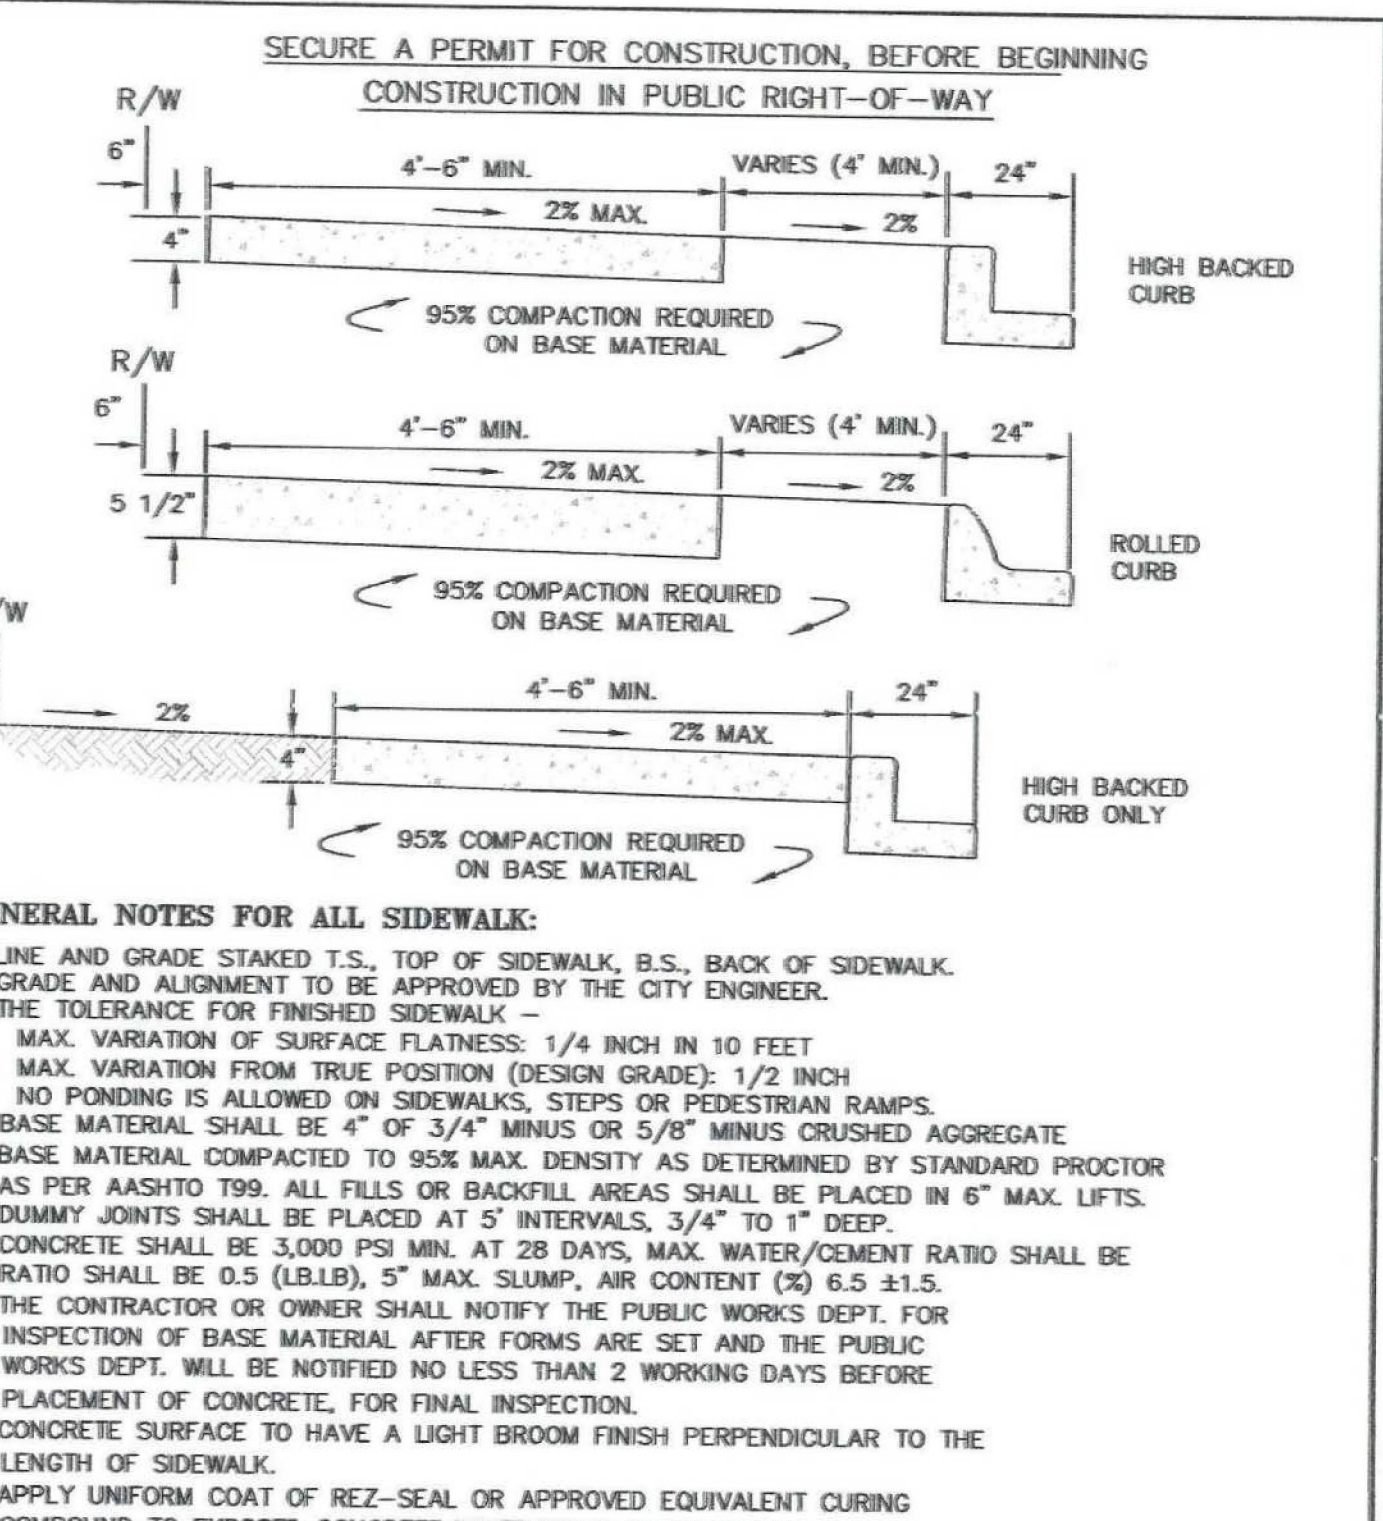 SECURE A PERMIT FOR CONSTRUCTION, BEFORE BEGINNING
CONSTRUCTION IN PUBLIC RIGHT-OF-WAY
R/W
6"
4'-6" MIN.
VARIES (4' MIN.)
24"
2% MAX.
2%
4"
HIGH BACKED
CURB
95% COMPACTION REQUIRED
ON BASE MATERIAL
R/W
6"
4'-6" MIN.
VARIES (4' MIN.)
24"
2% MAX.
2%
5 1/2"
ROLLED
CURB
95% COMPACTION REQUIRED
ON BASE MATERIAL
/W
4'-6" MIN.
24"
2%
2% MAX.
4"
HIGH BACKED
CURB ONLY
95% COMPACTION REQUIRED
ON BASE MATERIAL
NERAL NOTES FOR ALL SIDEWALK:
LINE AND GRADE STAKED T.S., TOP OF SIDEWALK, B.S., BACK OF SIDEWALK.
GRADE AND ALIGNMENT TO BE APPROVED BY THE CITY ENGINEER.
THE TOLERANCE FOR FINISHED SIDEWALK -
MAX. VARIATION OF SURFACE FLATNESS: 1/4 INCH IN 10 FEET
MAX. VARIATION FROM TRUE POSITION (DESIGN GRADE): 1/2 INCH
NO PONDING IS ALLOWED ON SIDEWALKS, STEPS OR PEDESTRIAN RAMPS.
BASE MATERIAL SHALL BE 4" OF 3/4" MINUS OR 5/8" MINUS CRUSHED AGGREGATE
BASE MATERIAL COMPACTED TO 95% MAX. DENSITY AS DETERMINED BY STANDARD PROCTOR
AS PER AASHTO T99. ALL FILLS OR BACKFILL AREAS SHALL BE PLACED IN 6" MAX. LIFTS.
DUMMY JOINTS SHALL BE PLACED AT 5' INTERVALS, 3/4" TO 1" DEEP.
CONCRETE SHALL BE 3,000 PSI MIN. AT 28 DAYS, MAX. WATER/CEMENT RATIO SHALL BE
RATIO SHALL BE 0.5 (LB.LB), 5" MAX. SLUMP, AIR CONTENT (%) 6.5 ±1.5.
THE CONTRACTOR OR OWNER SHALL NOTIFY THE PUBLIC WORKS DEPT. FOR
INSPECTION OF BASE MATERIAL AFTER FORMS ARE SET AND THE PUBLIC
WORKS DEPT. WILL BE NOTIFIED NO LESS THAN 2 WORKING DAYS BEFORE
PLACEMENT OF CONCRETE, FOR FINAL INSPECTION.
CONCRETE SURFACE TO HAVE A LIGHT BROOM FINISH PERPENDICULAR TO THE
LENGTH OF SIDEWALK.
APPLY UNIFORM COAT OF REZ-SEAL OR APPROVED EQUIVALENT CURING